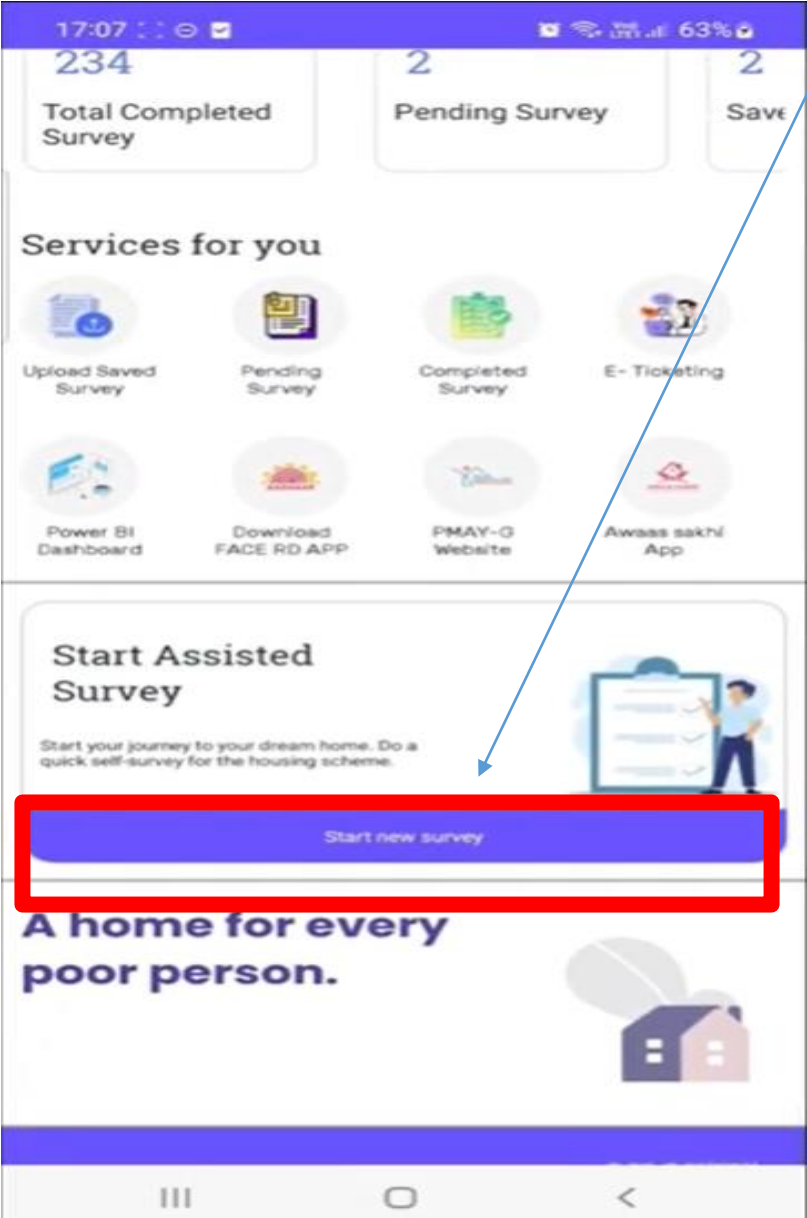 17:07
63%
234
2
2
Total Completed
Survey
Pending Survey
Save
Services for you
Upload Saved
Survey
Pending
Survey
Completed
Survey
E- Ticketing
Power BI
Dashboard
Download
FACE RD APP
PMAY-G
Website
Awaas sakhi
App
Start Assisted
Survey
Start your journey to your dream home. Do a
quick self-survey for the housing scheme.
Start new survey
A home for every
poor person.